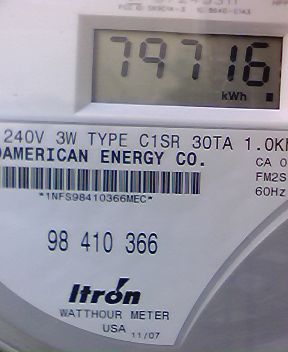 79716
kWh
240V 3W TYPE C1SR 30TA 1.0K
AMERICAN ENERGY CO.
CA 0
FM2S
60Hz
*1NFS98410366MEC*
98 410 366
Itrón
WATTHOUR METER
USA 11/07